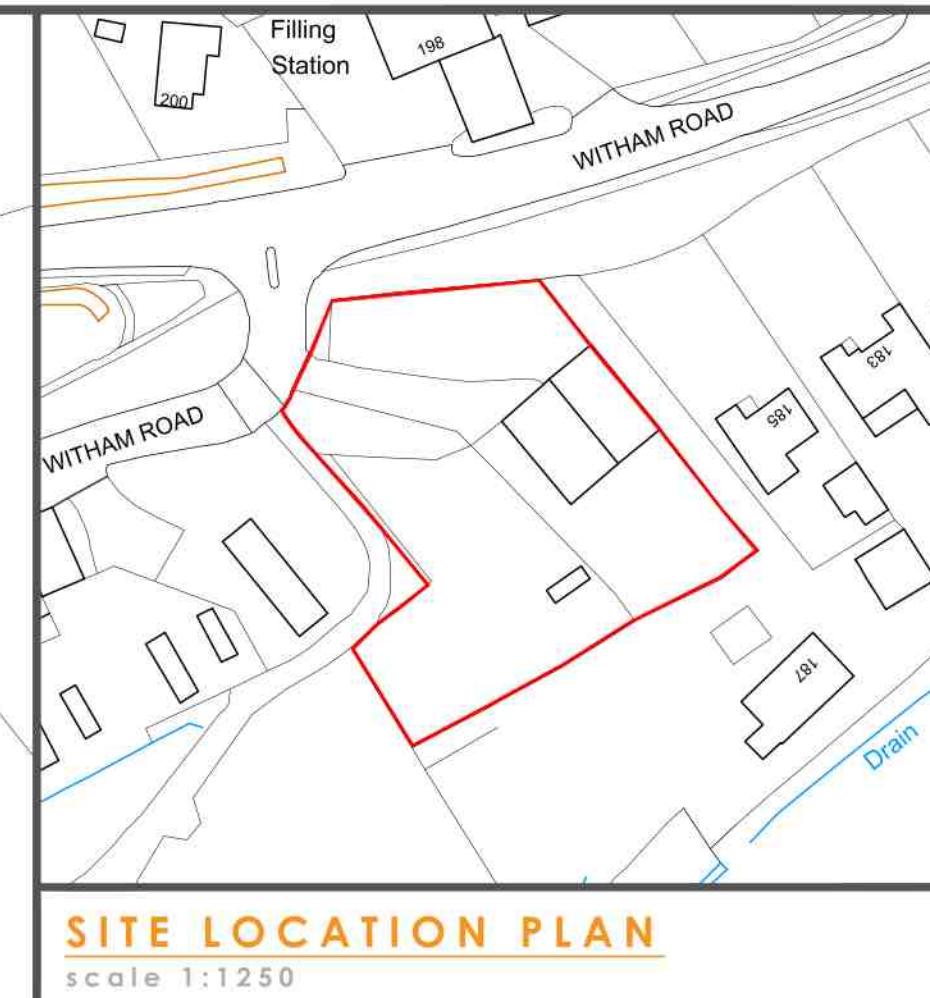 Filling
Station
198
200
WITHAM ROAD
183
185
WITHAM ROAD
187
Drain
SITE LOCATION PLAN
scale 1:1250